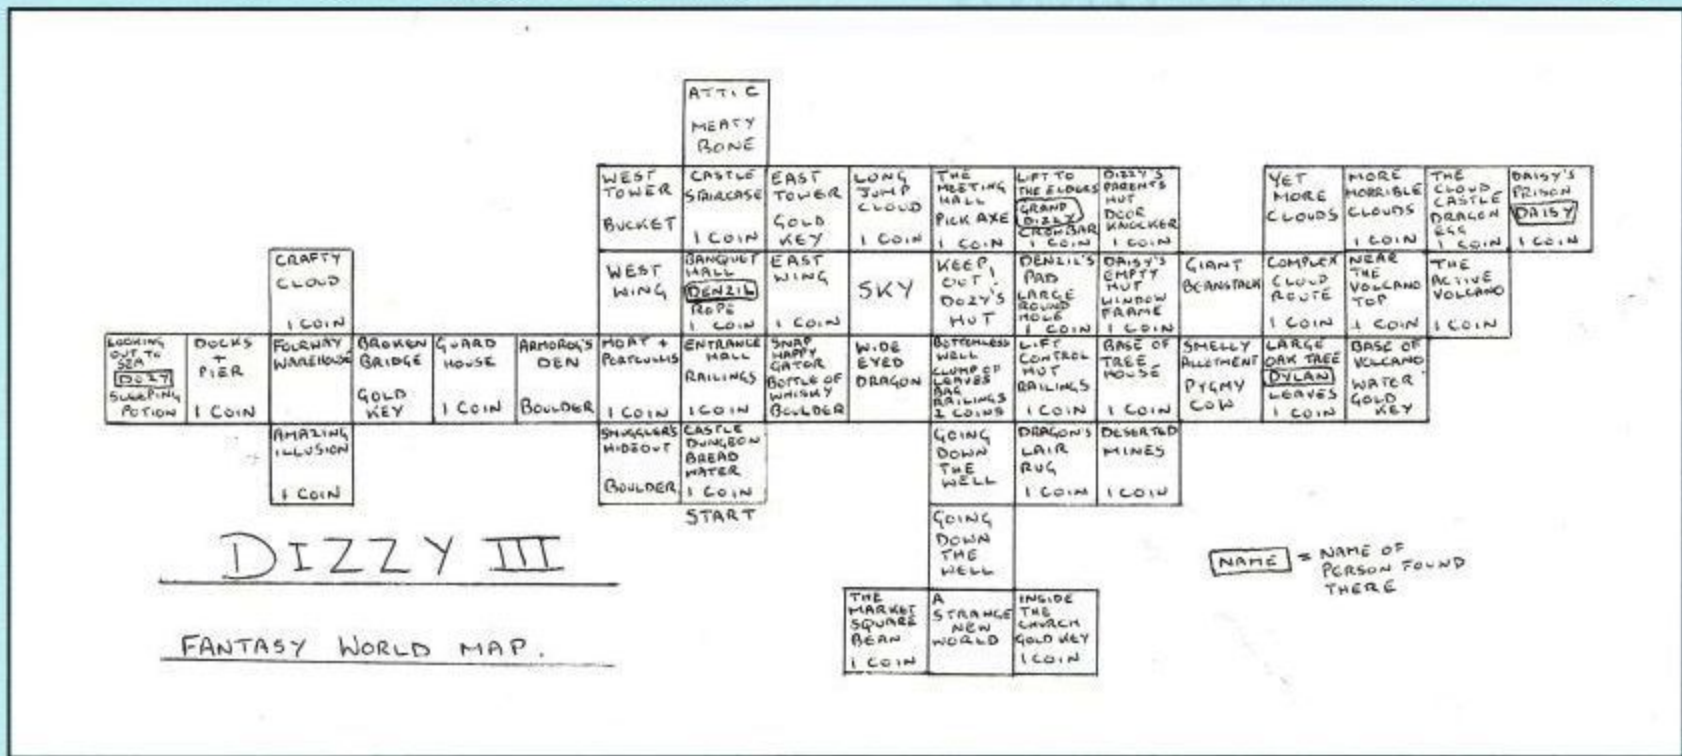 ATTIC
MEATY
BONE
WEST
TOWER
BUCKET
CASTLE
STAIRCASE
1 COIN
EAST
TOWER
GOLD
KEY
LONG
JUMP
CLOUD
1 COIN
THE
MEETING
HALL
PICK AXE
1 COIN
LIFT TO
THE ELDERS
GRAND
DIZZY
CROWBAR
1 COIN
DIZZY'S
PARENTS
HUT
DOOR
KNOCKER
1 COIN
YET
MORE
CLOUDS
MORE
HORRIBLE
CLOUDS
1 COIN
THE
CLOUD
CASTLE
DRAGON
EGG
1 COIN
DAISY'S
PRISON
DAISY
1 COIN
CRAFTY
CLOUD
1 COIN
WEST
WING
BANQUET
HALL
DENZIL
ROPE
1 COIN
EAST
WING
1 COIN
SKY
KEEP
OUT!
DOZY'S
HUT
DENZIL'S
PAD
LARGE
ROUND
HOLE
1 COIN
DAISY'S
EMPTY
HUT
WINDOW
FRAME
1 COIN
GIANT
BEANSTALK
COMPLEX
CLOUD
ROUTE
1 COIN
NEAR
THE
VOLCANO
TOP
1 COIN
THE
ACTIVE
VOLCANO
1 COIN
LOOKING
OUT TO
SEA
DOZY
SLEEPING
POTION
DOCKS
+
PIER
1 COIN
FOURWAY
WAREHOUSE
BROKEN
BRIDGE
GOLD
KEY
GUARD
HOUSE
1 COIN
ARMOROG'S
DEN
BOULDER
MOAT +
PORTCULLIS
1 COIN
ENTRANCE
HALL
RAILINGS
1 COIN
SNAP
HAPPY
GATOR
BOTTLE OF
WHISKY
BOULDER
WIDE
EYED
DRAGON
BOTTOMLESS
WELL
CLUMP OF
LEAVES
BAG
RAILINGS
2 COINS
LIFT
CONTROL
HUT
RAILINGS
1 COIN
BASE OF
TREE
HOUSE
1 COIN
SMELLY
ALLOTMENT
PYGMY
COW
LARGE
OAK TREE
DYLAN
LEAVES
1 COIN
BASE OF
VOLCANO
WATER
GOLD
KEY
AMAZING
ILLUSION
1 COIN
SMUGGLER'S
HIDEOUT
BOULDER
CASTLE
DUNGEON
BREAD
WATER
1 COIN
START
GOING
DOWN
THE
WELL
DRAGON'S
LAIR
RUG
1 COIN
DESERTED
MINES
1 COIN
GOING
DOWN
THE
WELL
THE
MARKET
SQUARE
BEAN
1 COIN
A
STRANGE
NEW
WORLD
INSIDE
THE
CHURCH
GOLD KEY
1 COIN
DIZZY III
FANTASY WORLD MAP.
NAME = NAME OF
PERSON FOUND
THERE